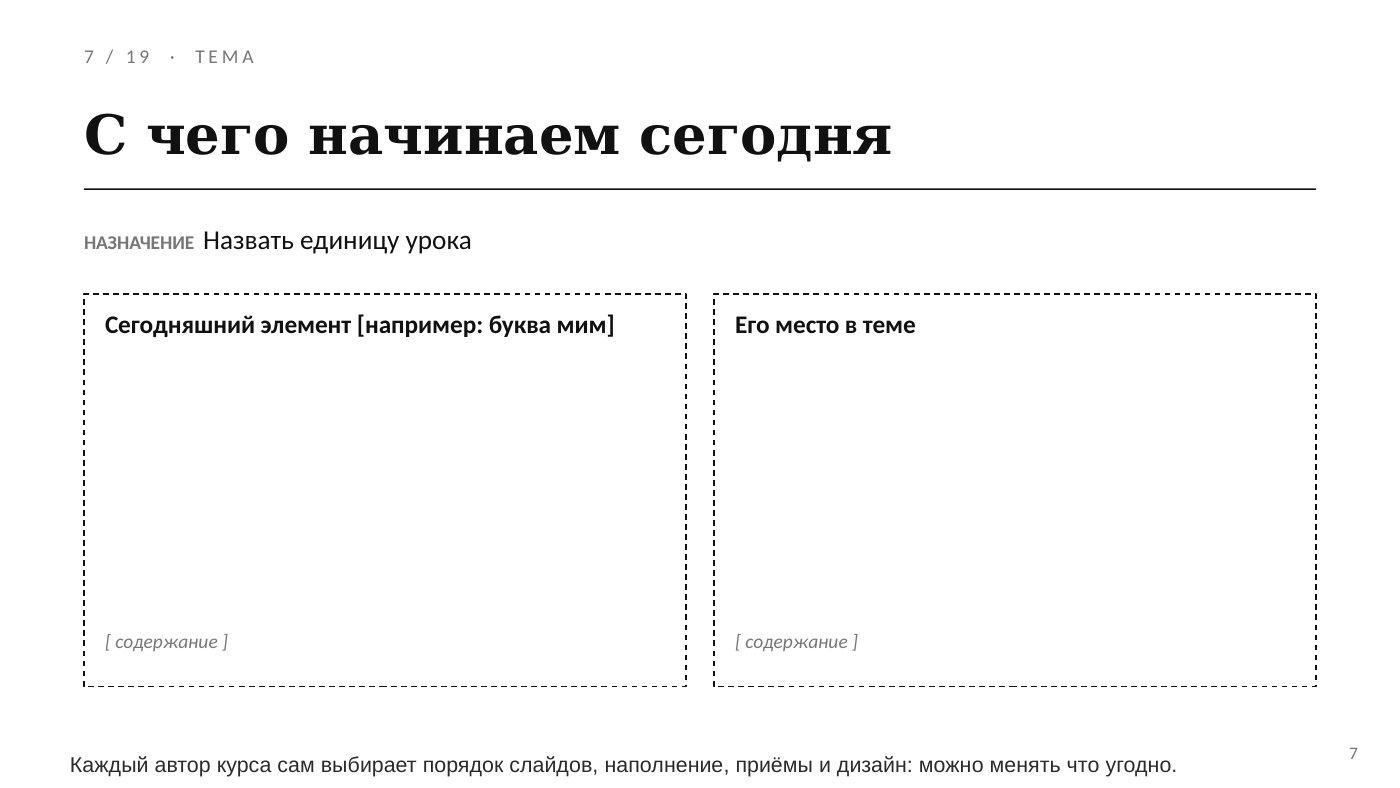 7 / 19 · ТЕМА
С чего начинаем сегодня
НАЗНАЧЕНИЕ Назвать единицу урока
Сегодняшний элемент [например: буква мим]
Его место в теме
[ содержание ]
[ содержание ]
7
Каждый автор курса сам выбирает порядок слайдов, наполнение, приёмы и дизайн: можно менять что угодно.